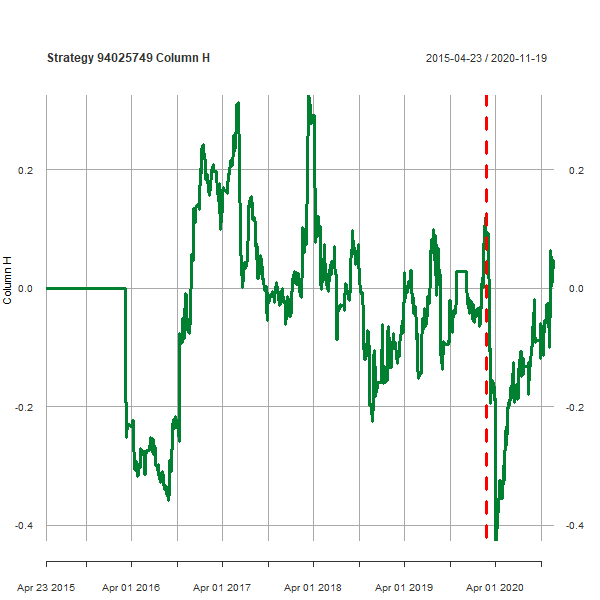 Strategy 94025749 Column H
2015-04-23 / 2020-11-19
Column H
0.2
0.2
0.0
0.0
-0.2
-0.2
-0.4
-0.4
Apr 23 2015
Apr 01 2016
Apr 01 2017
Apr 01 2018
Apr 01 2019
Apr 01 2020